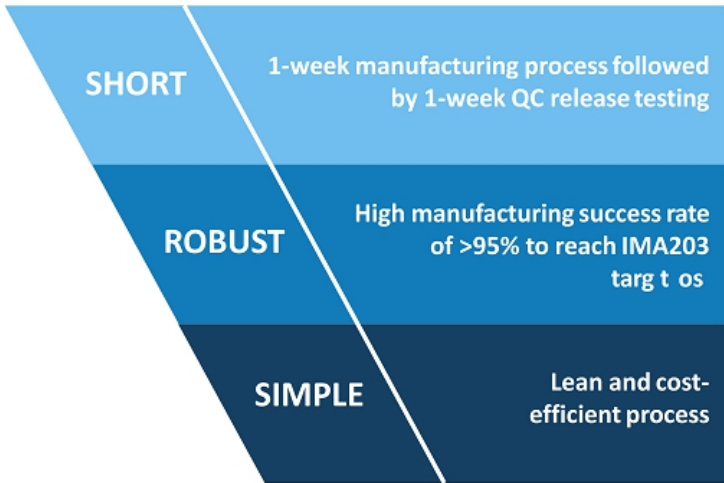 SHORT
1-week manufacturing process followed
by 1-week QC release testing
ROBUST
High manufacturing success rate
of >95% to reach IMA203
SIMPLE
Lean and cost-
efficient process